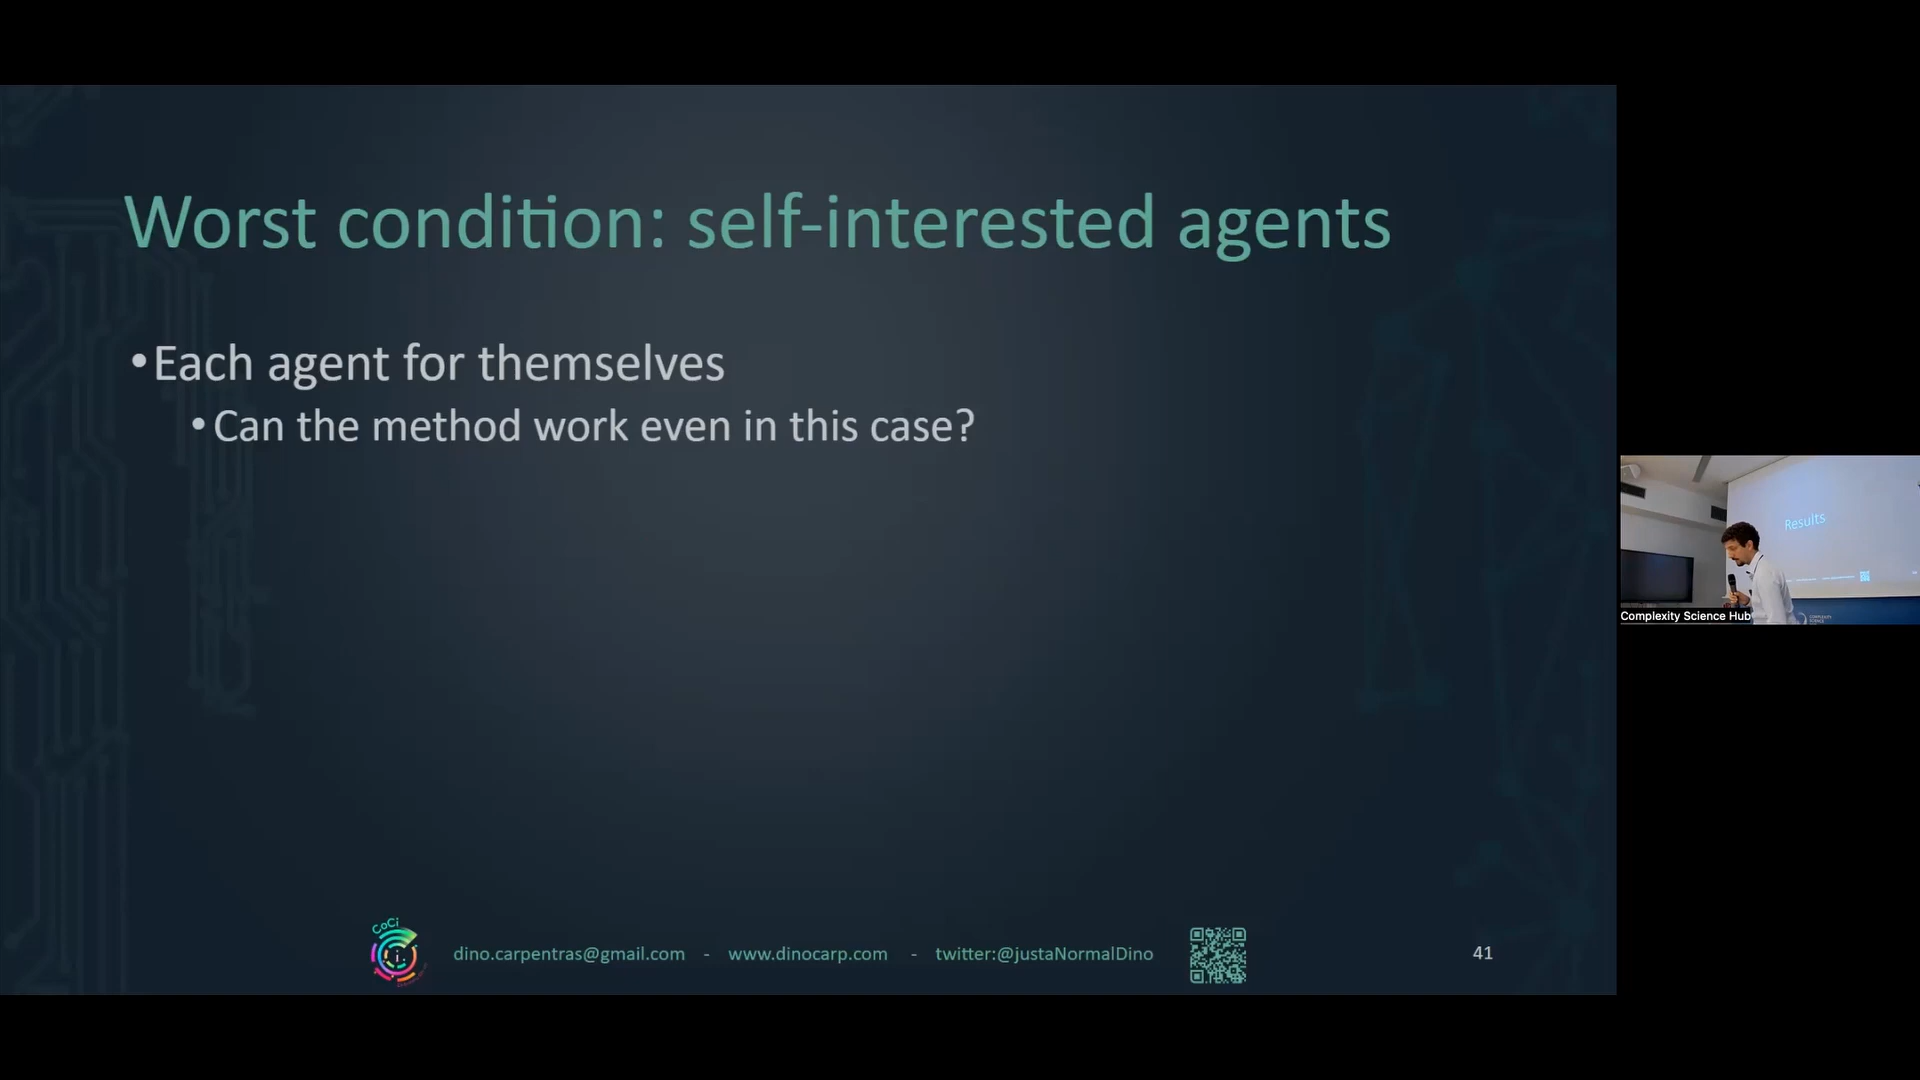 Worst condition: self-interested agents
•Each agent for themselves
•Can the method work even in this case?
CoCi
i.
dino.carpentras@gmail.com - www.dinocarp.com - twitter:@justaNormalDino
41
Results
Complexity Science Hub